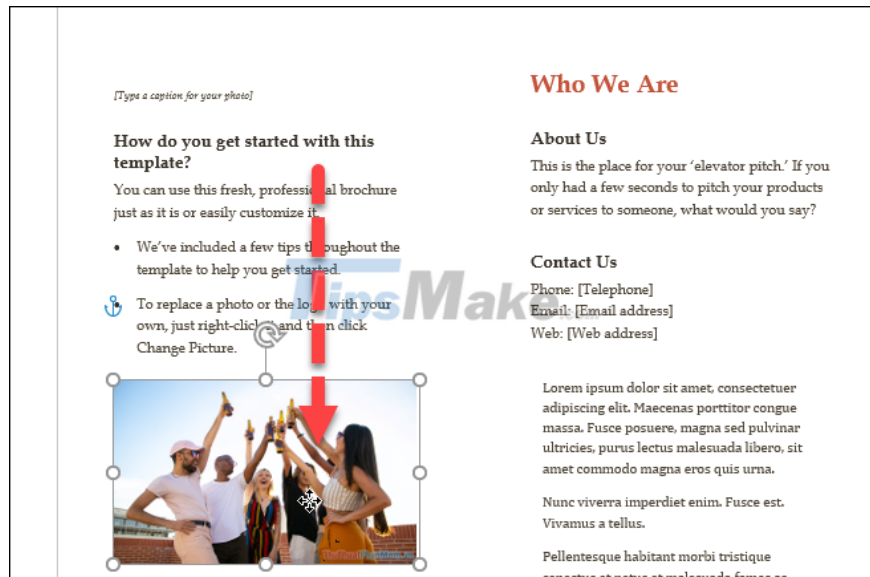 [Type a caption for your photo]
How do you get started with this
template?
You can use this fresh, professional brochure
just as it is or easily customize it.
• We've included a few tips throughout the
template to help you get started.
To replace a photo or the logo with your
own, just right-click it and then click
Change Picture.
Who We Are
About Us
This is the place for your ‘elevator pitch.’ If you
only had a few seconds to pitch your products
or services to someone, what would you say?
Contact Us
Phone: [Telephone]
Email: [Email address]
Web: [Web address]
Lorem ipsum dolor sit amet, consectetuer
adipiscing elit. Maecenas porttitor congue
massa. Fusce posuere, magna sed pulvinar
ultricies, purus lectus malesuada libero, sit
amet commodo magna eros quis urna.
Nunc viverra imperdiet enim. Fusce est.
Vivamus a tellus.
Pellentesque habitant morbi tristique
TipsMake